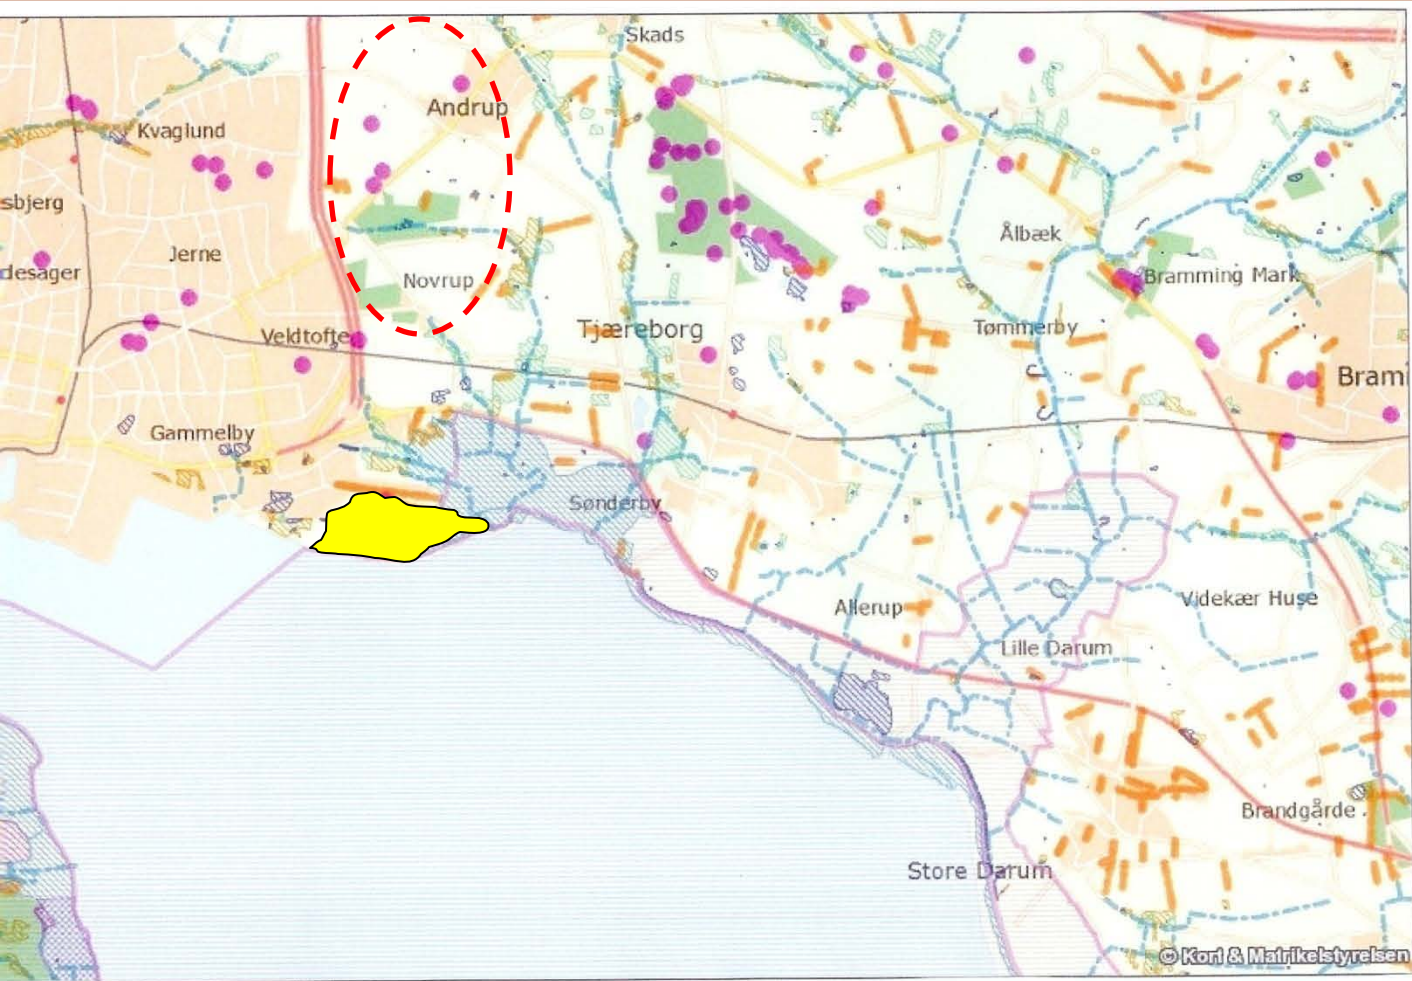 Skads
Andrup
Kvaglund
sbjerg
Jerne
Ålbæk
desager
Novrup
Bramming Mark
Veldtofte
Tjæreborg
Tømmerby
Brami
Gammelby
Sønderby
Allerup
Videkær Huse
Lille Darum
Brandgårde
Store Darum
© Kort & Matrikelstyrelsen